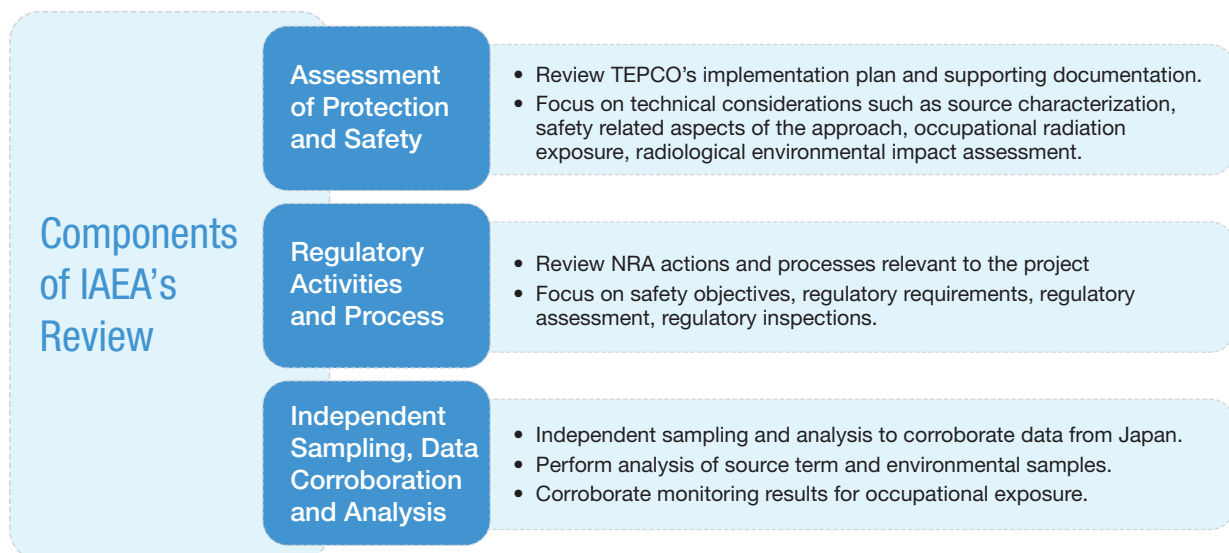 Components
of IAEA's
Review
Assessment
of Protection
and Safety
• Review TEPCO's implementation plan and supporting documentation.
• Focus on technical considerations such as source characterization,
safety related aspects of the approach, occupational radiation
exposure, radiological environmental impact assessment.
Regulatory
Activities
and Process
• Review NRA actions and processes relevant to the project
• Focus on safety objectives, regulatory requirements, regulatory
assessment, regulatory inspections.
Independent
Sampling, Data
Corroboration
and Analysis
• Independent sampling and analysis to corroborate data from Japan.
• Perform analysis of source term and environmental samples.
• Corroborate monitoring results for occupational exposure.